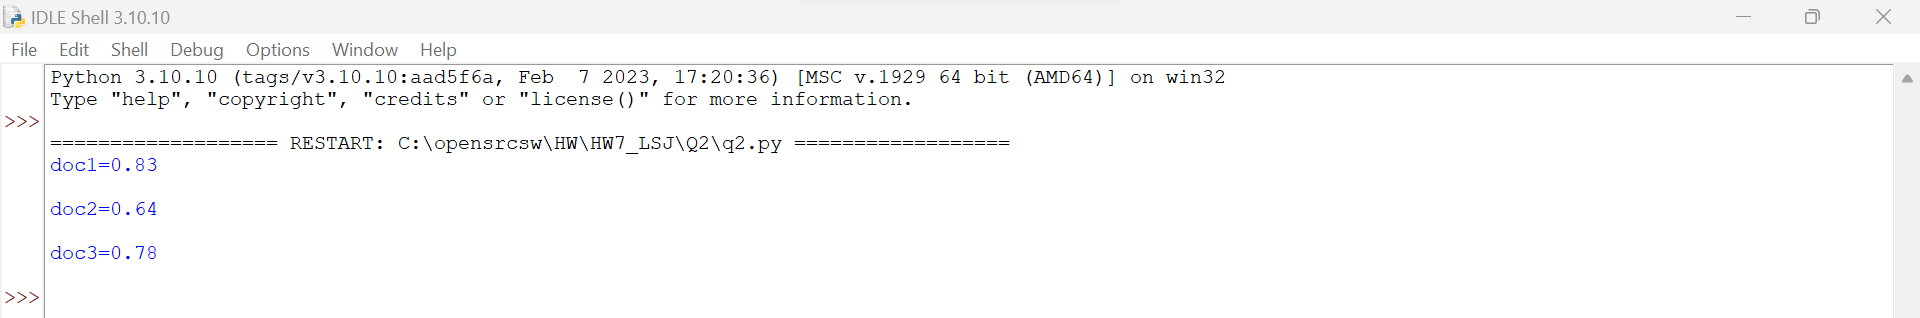 IDLE Shell 3.10.10
File Edit Shell Debug Options Window Help
Python 3.10.10 (tags/v3.10.10:aad5f6a, Feb  7 2023, 17:20:36) [MSC v.1929 64 bit (AMD64)] on win32
Type "help", "copyright", "credits" or "license()" for more information.
>>>
=================== RESTART: C:\opensrcsw\HW\HW7_LSJ\Q2\q2.py ==================
doc1=0.83
doc2=0.64
doc3=0.78
>>>